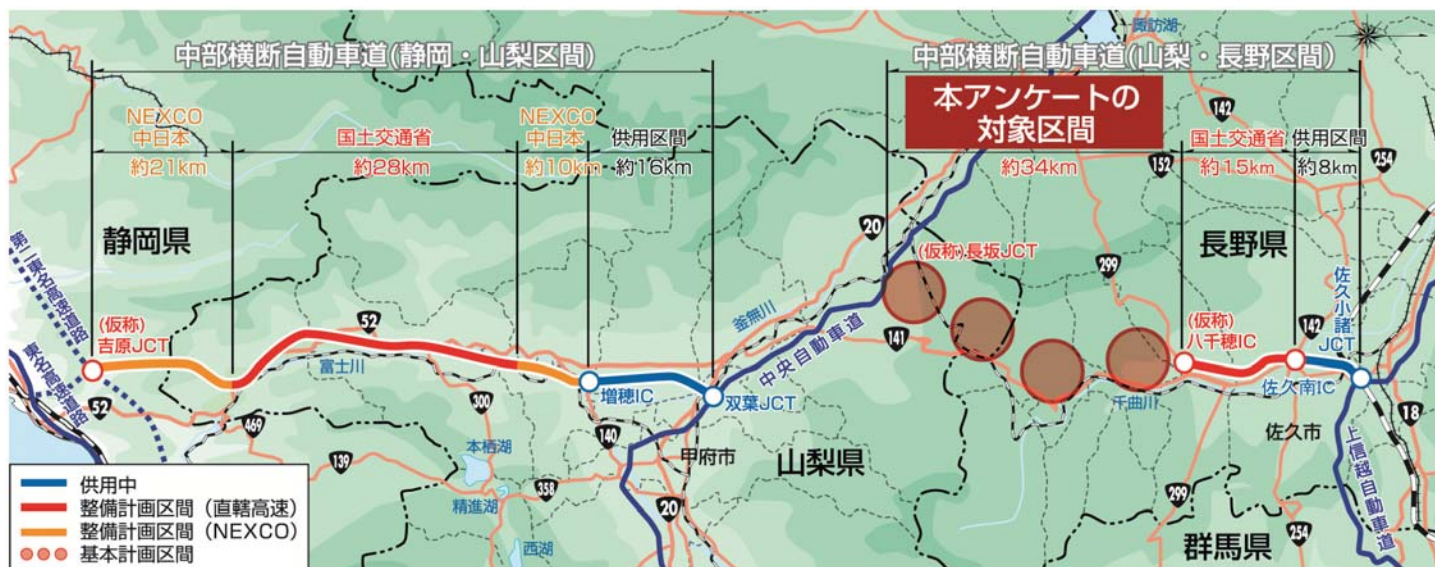 中部横断自動車道(静岡・山梨区間)
中部横断自動車道(山梨・長野区間)
諏訪湖
142
本アンケートの
対象区間
NEXCO
中日本
約21km
国土交通省
約28km
NEXCO
中日本
約10km
供用区間
約16km
約34km
152
国土交通省
約15km
供用区間
約8km
254
静岡県
長野県
第二東名高速道路
東名高速道路
(仮称)
吉原JCT
52
52
富士川
469
300
増穂IC
140
双葉JCT
釜無川
中央自動車道
20
(仮称)長坂JCT
141
299
千曲川
(仮称)
八千穂IC
142
佐久小諸
JCT
佐久南IC
佐久市
18
上信越自動車道
本栖湖
精進湖
西湖
139
358
甲府市
20
山梨県
299
254
群馬県
供用中
整備計画区間（直轄高速）
整備計画区間（NEXCO）
基本計画区間